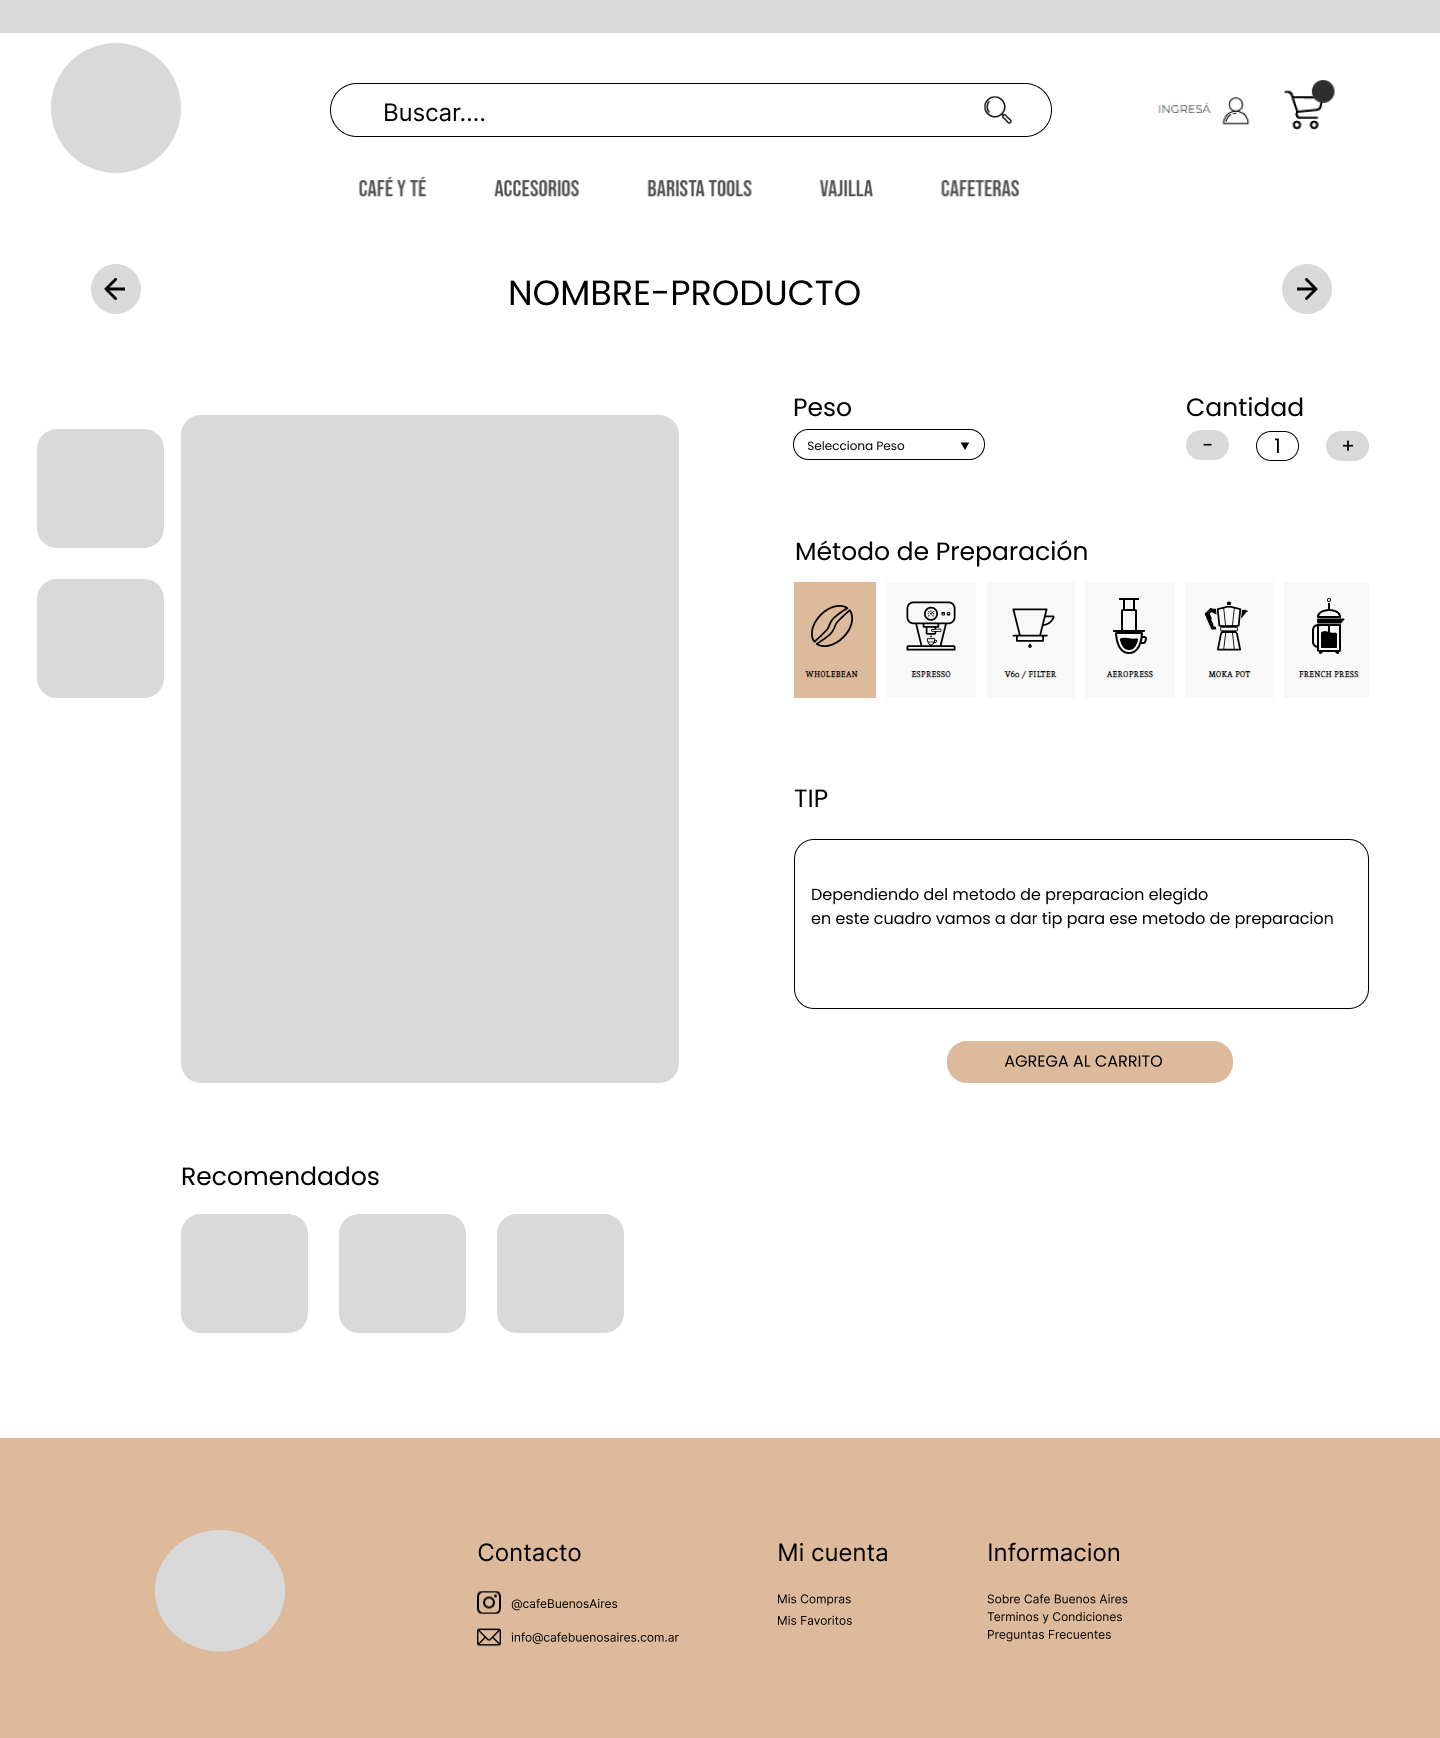 Buscar....
INGRESÁ
CAFÉ Y TÉ
ACCESORIOS
BARISTA TOOLS
VAJILLA
CAFETERAS
NOMBRE-PRODUCTO
Peso
Selecciona Peso
Cantidad
-
1
+
Método de Preparación
WHOLEBEAN
ESPRESSO
V60 / FILTER
AEROPRESS
MOKA POT
FRENCH PRESS
TIP
Dependiendo del metodo de preparacion elegido
en este cuadro vamos a dar tip para ese metodo de preparacion
AGREGA AL CARRITO
Recomendados
Contacto
@cafeBuenosAires
info@cafebuenosaires.com.ar
Mi cuenta
Mis Compras
Mis Favoritos
Informacion
Sobre Cafe Buenos Aires
Terminos y Condiciones
Preguntas Frecuentes